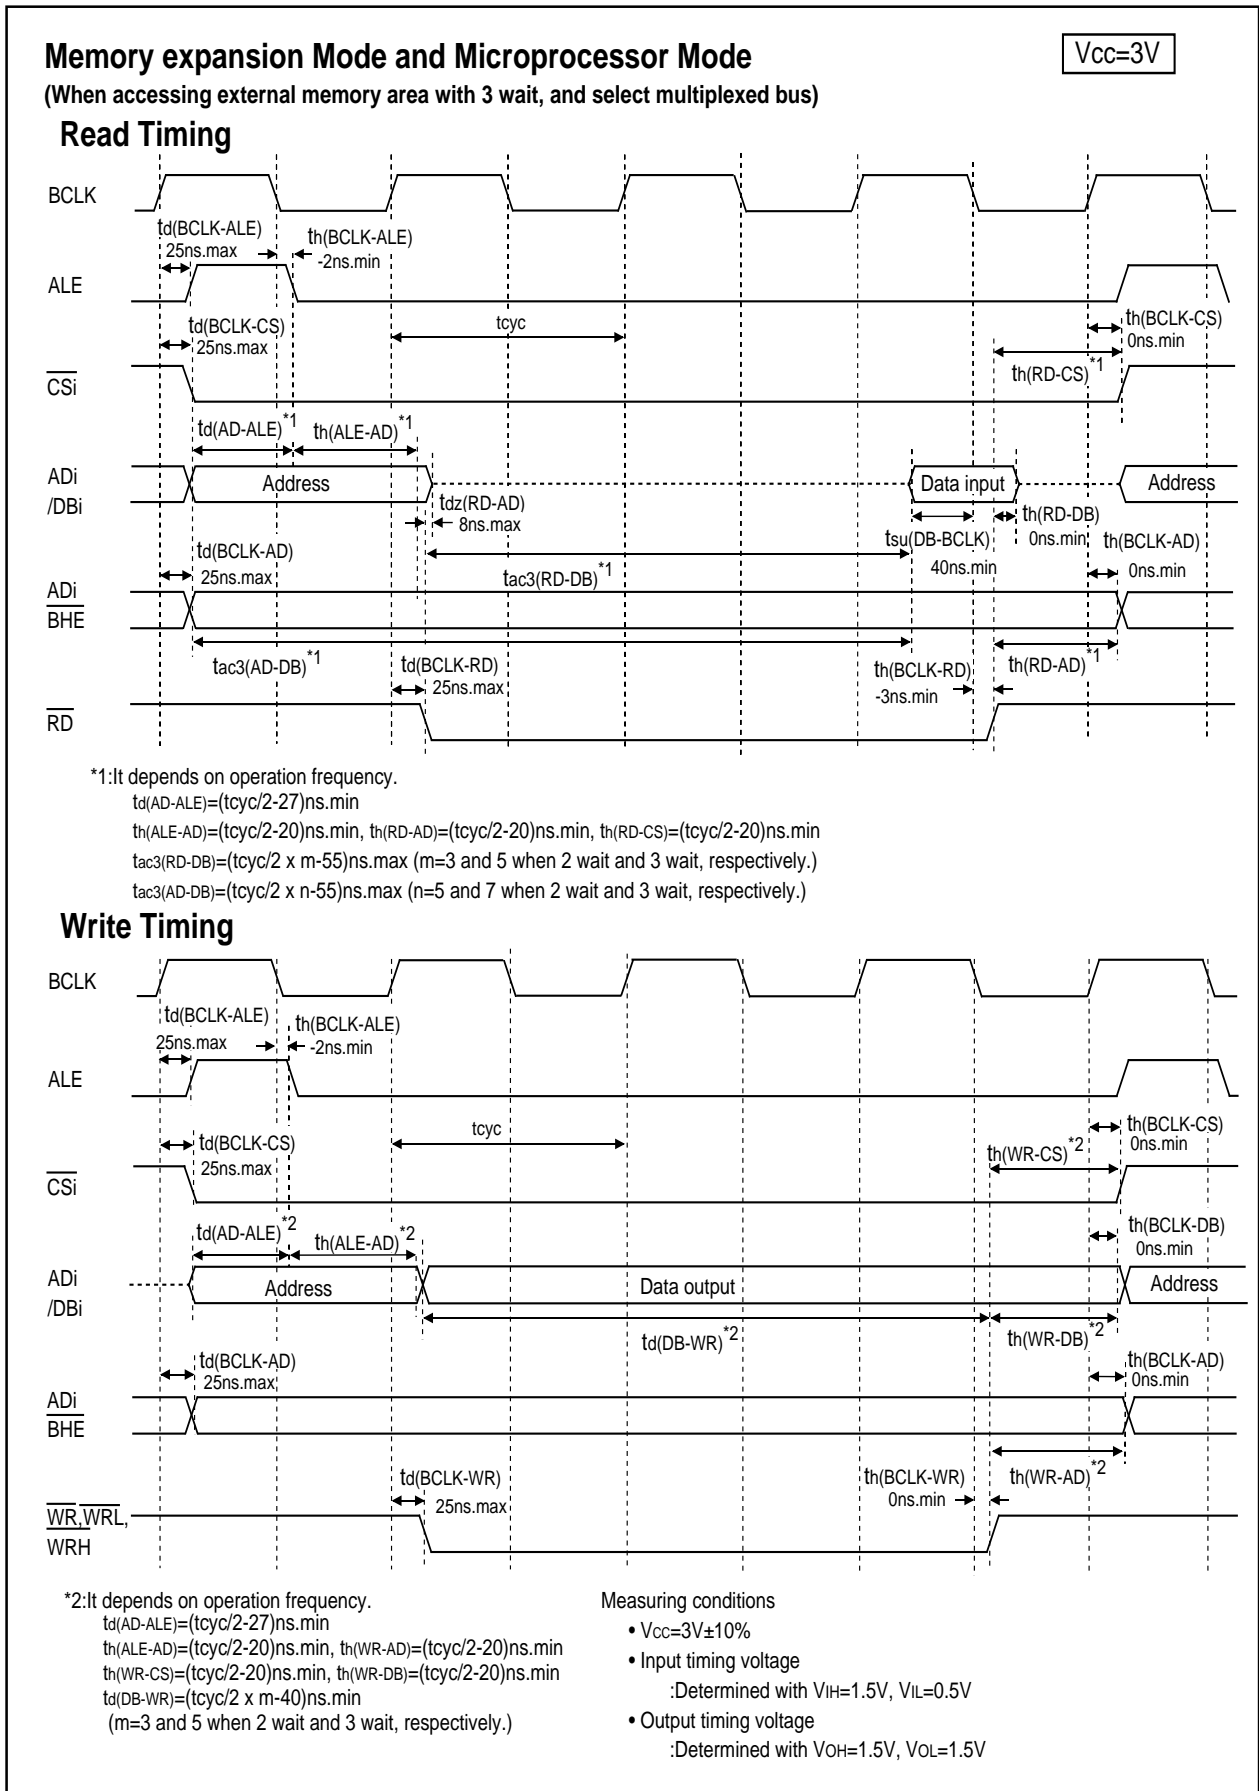 Memory expansion Mode and Microprocessor Mode
Vcc=3V
(When accessing external memory area with 3 wait, and select multiplexed bus)
Read Timing
BCLK
td(BCLK-ALE)
25ns.max
th(BCLK-ALE)
-2ns.min
ALE
td(BCLK-CS)
25ns.max
tcyc
th(BCLK-CS)
0ns.min
th(RD-CS)*1
CSi
td(AD-ALE)*1
th(ALE-AD)*1
ADi
/DBi
Address
Data input
Address
tdz(RD-AD)
8ns.max
th(RD-DB)
0ns.min
tsu(DB-BCLK)
40ns.min
th(BCLK-AD)
0ns.min
td(BCLK-AD)
25ns.max
tac3(RD-DB)*1
ADi
BHE
tac3(AD-DB)*1
td(BCLK-RD)
25ns.max
th(BCLK-RD)
-3ns.min
th(RD-AD)*1
RD
*1:It depends on operation frequency.
td(AD-ALE)=(tcyc/2-27)ns.min
th(ALE-AD)=(tcyc/2-20)ns.min, th(RD-AD)=(tcyc/2-20)ns.min, th(RD-CS)=(tcyc/2-20)ns.min
tac3(RD-DB)=(tcyc/2 x m-55)ns.max (m=3 and 5 when 2 wait and 3 wait, respectively.)
tac3(AD-DB)=(tcyc/2 x n-55)ns.max (n=5 and 7 when 2 wait and 3 wait, respectively.)
Write Timing
BCLK
td(BCLK-ALE)
25ns.max
th(BCLK-ALE)
-2ns.min
ALE
td(BCLK-CS)
25ns.max
tcyc
th(BCLK-CS)
0ns.min
th(WR-CS)*2
CSi
td(AD-ALE)*2
th(ALE-AD)*2
th(BCLK-DB)
0ns.min
ADi
/DBi
Address
Data output
Address
td(DB-WR)*2
th(WR-DB)*2
td(BCLK-AD)
25ns.max
th(BCLK-AD)
0ns.min
ADi
BHE
td(BCLK-WR)
25ns.max
th(BCLK-WR)
0ns.min
th(WR-AD)*2
WR,WRL,
WRH
*2:It depends on operation frequency.
td(AD-ALE)=(tcyc/2-27)ns.min
th(ALE-AD)=(tcyc/2-20)ns.min, th(WR-AD)=(tcyc/2-20)ns.min
th(WR-CS)=(tcyc/2-20)ns.min, th(WR-DB)=(tcyc/2-20)ns.min
td(DB-WR)=(tcyc/2 x m-40)ns.min
(m=3 and 5 when 2 wait and 3 wait, respectively.)
Measuring conditions
• Vcc=3V±10%
• Input timing voltage
:Determined with VIH=1.5V, VIL=0.5V
• Output timing voltage
:Determined with VOH=1.5V, VOL=1.5V